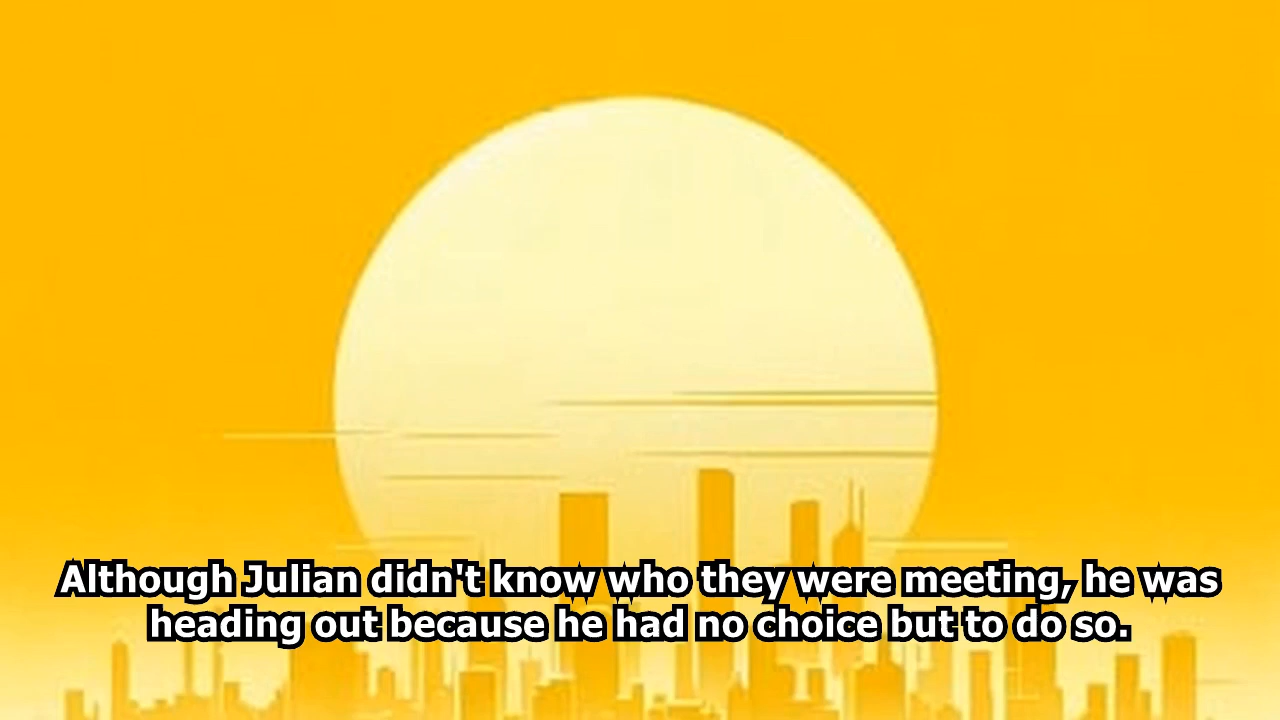 Although Julian didn't know who they were meeting, he was
heading out because he had no choice but to do so.